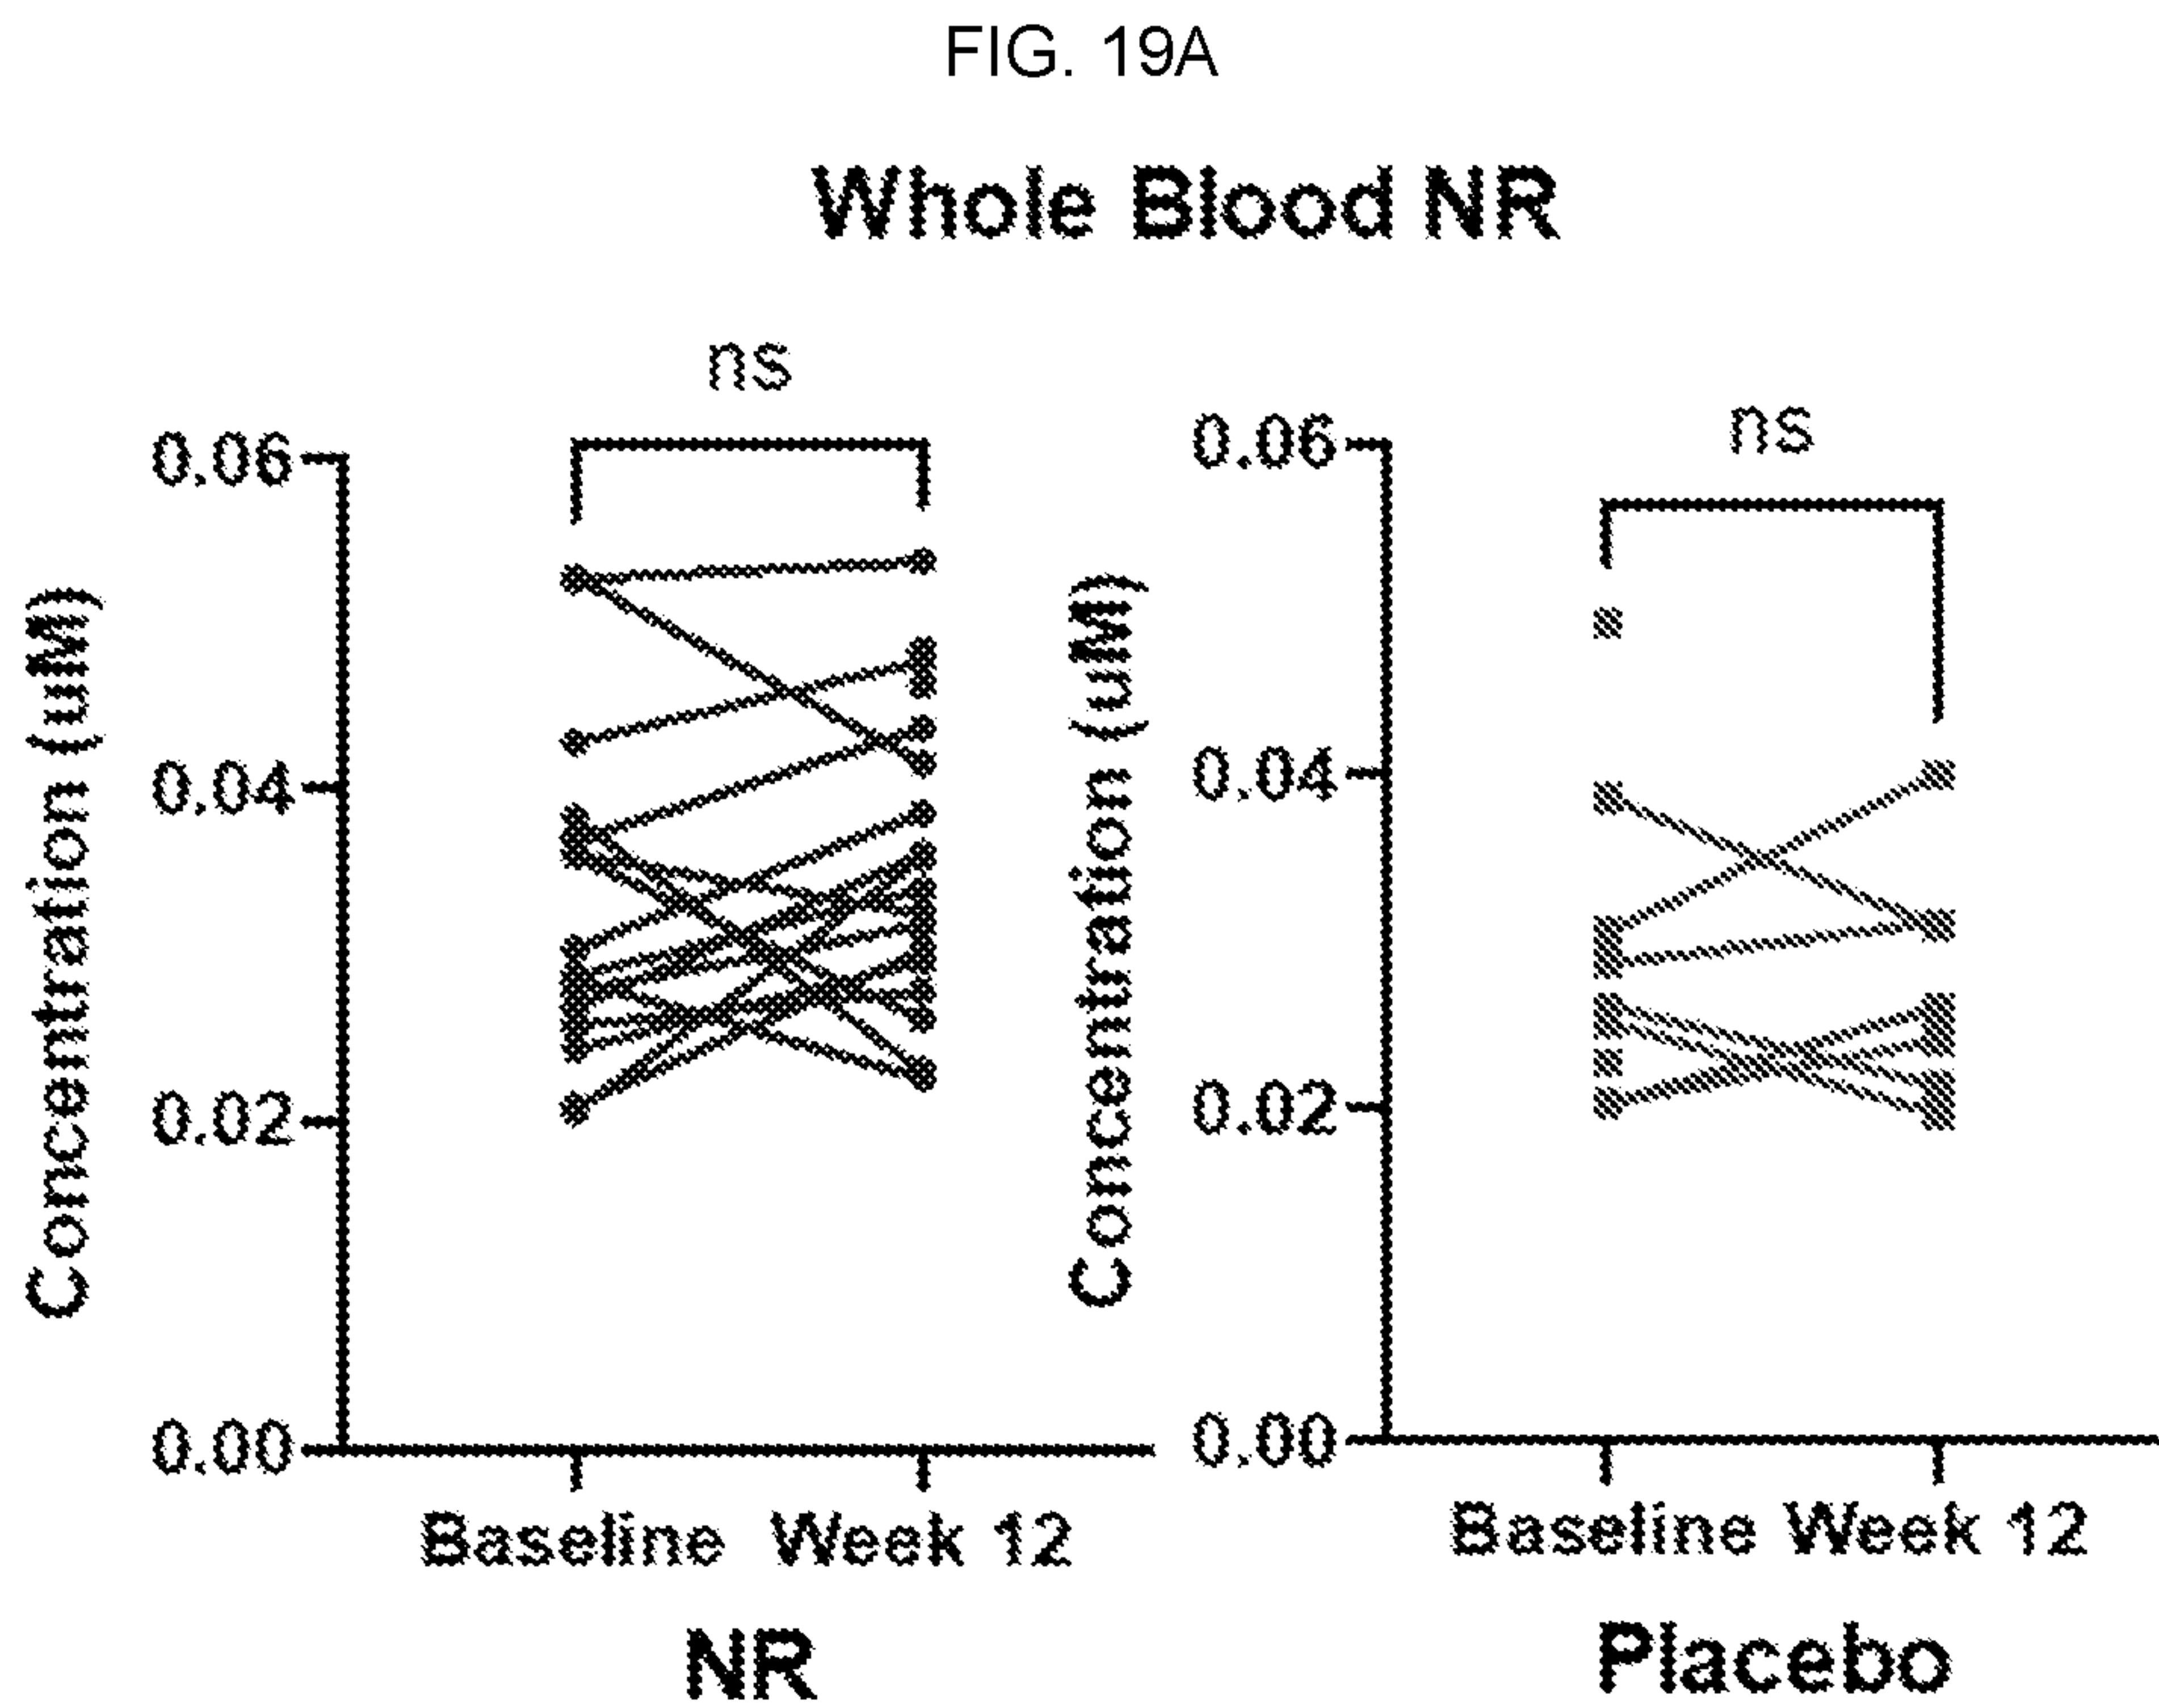 FIG. 19A
Whole Blood NR
ns
0.06
0.04
0.02
0.00
Concentration (uM)
Baseline Week 12
NR
ns
0.06
0.04
0.02
0.00
Concentration (uM)
Baseline Week 12
Placebo